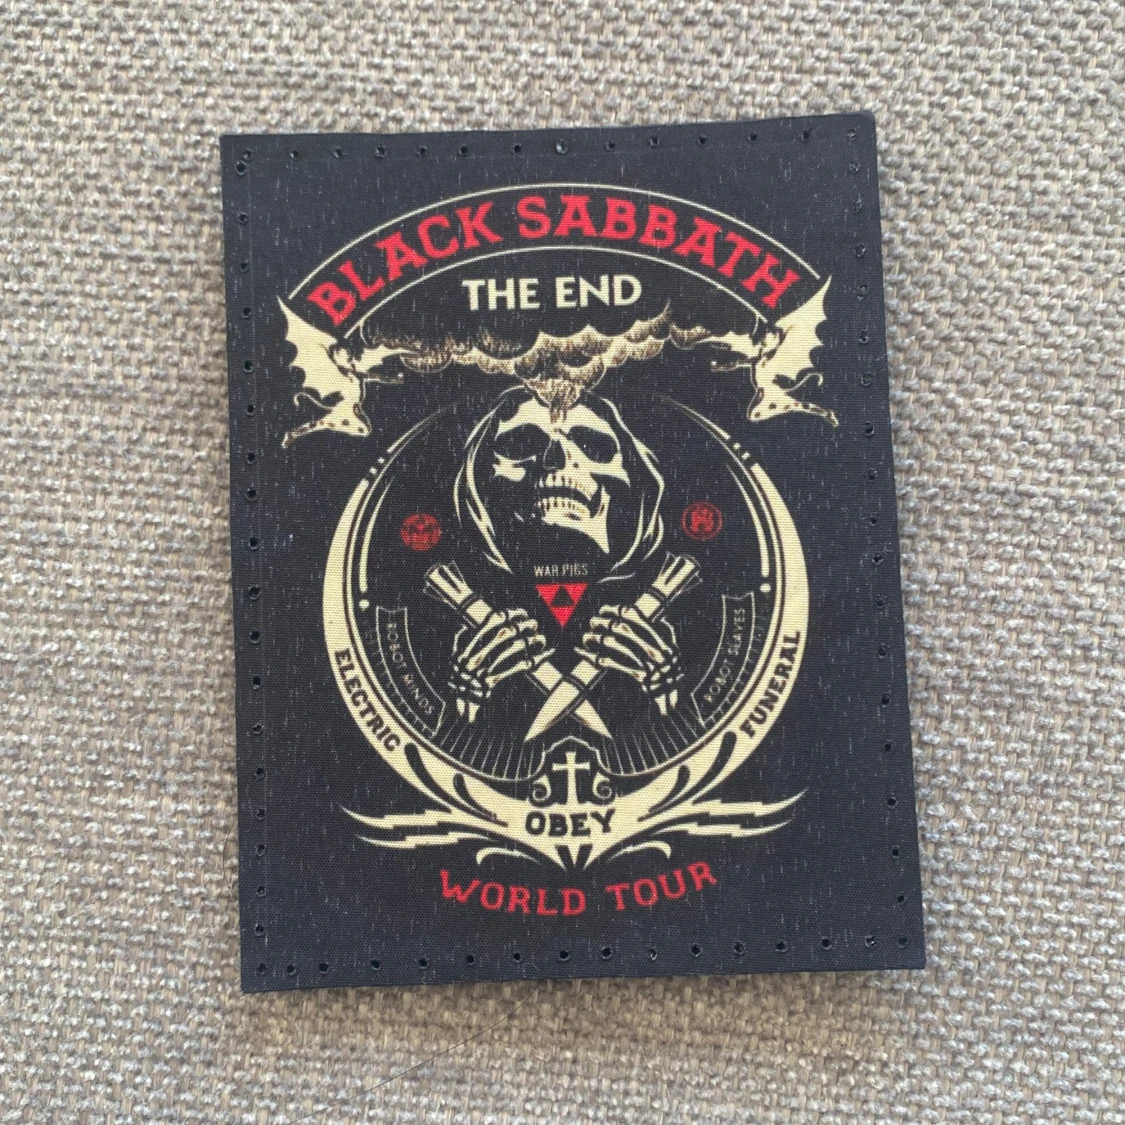 BLACK SABBATH
THE END
WAR PIGS
ROBOT MINDS
ROBOT SLAVES
ELECTRIC
FUNERAL
OBEY
WORLD TOUR